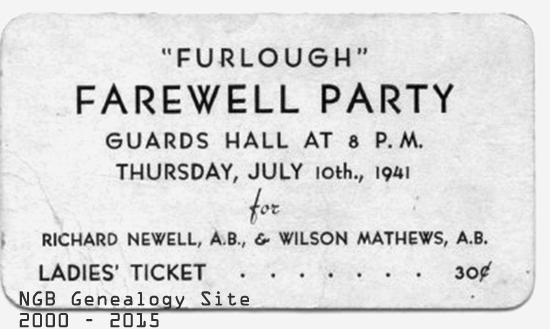 "FURLOUGH"
FAREWELL PARTY
GUARDS HALL AT 8 P.M.
THURSDAY, JULY 10th., 1941
for
RICHARD NEWELL, A.B., & WILSON MATHEWS, A.B.
LADIES' TICKET . . . . . . . 30¢
NGB Genealogy Site
2000 - 2015